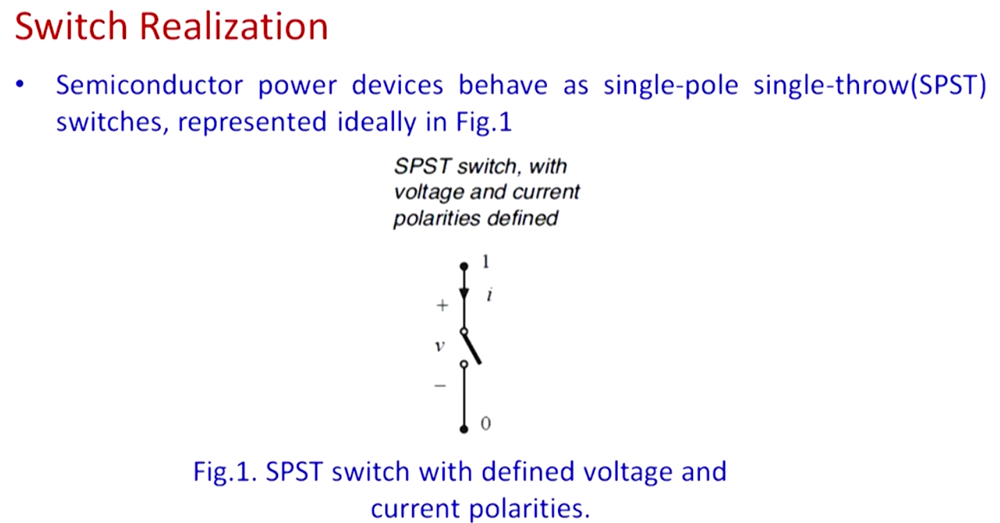 Switch Realization
• Semiconductor power devices behave as single-pole single-throw(SPST)
switches, represented ideally in Fig.1
SPST switch, with
voltage and current
polarities defined
1
i
+
v
−
0
Fig.1. SPST switch with defined voltage and
current polarities.